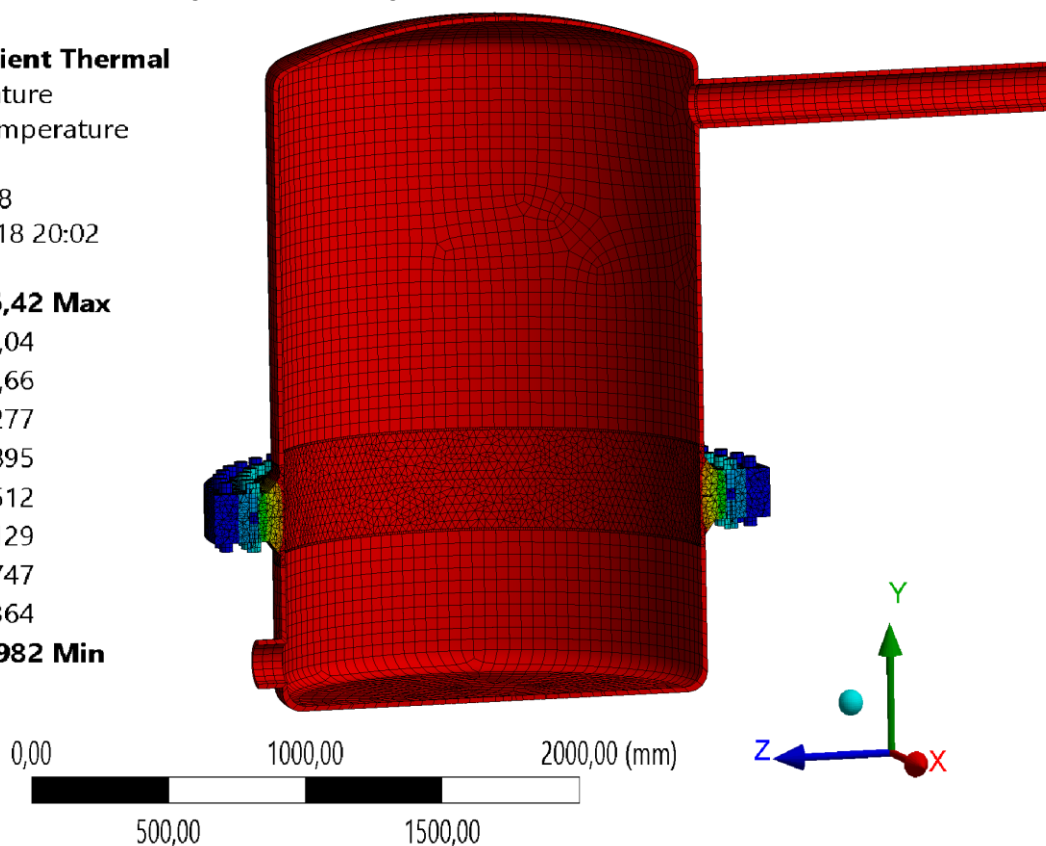 ient Thermal
ture
mperature
8
18 20:02
,42 Max
,04
,66
277
395
512
129
747
364
982 Min
0,00 1000,00 2000,00 (mm)
500,00 1500,00
Y
Z
X